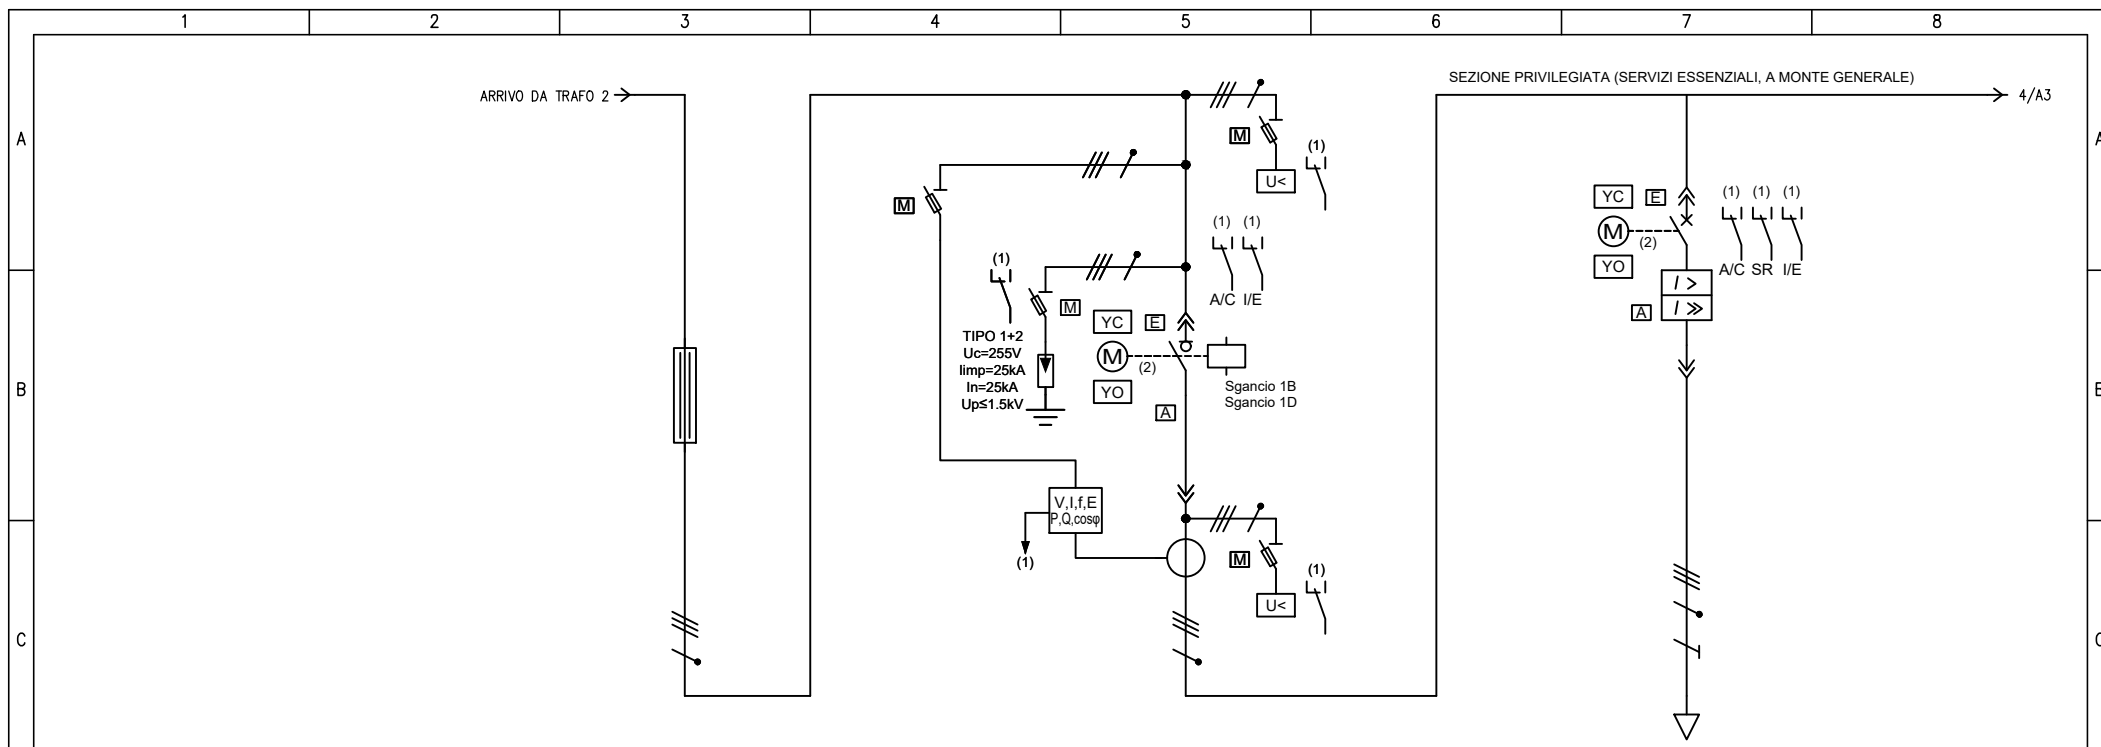 1 2 3 4 5 6 7 8
SEZIONE PRIVILEGIATA (SERVIZI ESSENZIALI, A MONTE GENERALE)
ARRIVO DA TRAFO 2
4/A3
A
A
M
(1)
U<
M
YC
E
(1) (1) (1)
M
(2)
YO
A/C SR I/E
(1) (1)
A/C I/E
(1)
M
I >
I >>
A
TIPO 1+2
Uc=255V
Iimp=25kA
In=25kA
Up≤1.5kV
YC
E
M
(2)
YO
A
Sgancio 1B
Sgancio 1D
B
B
V,I,f,E
P,Q,cosφ
(1)
M
(1)
U<
C
C